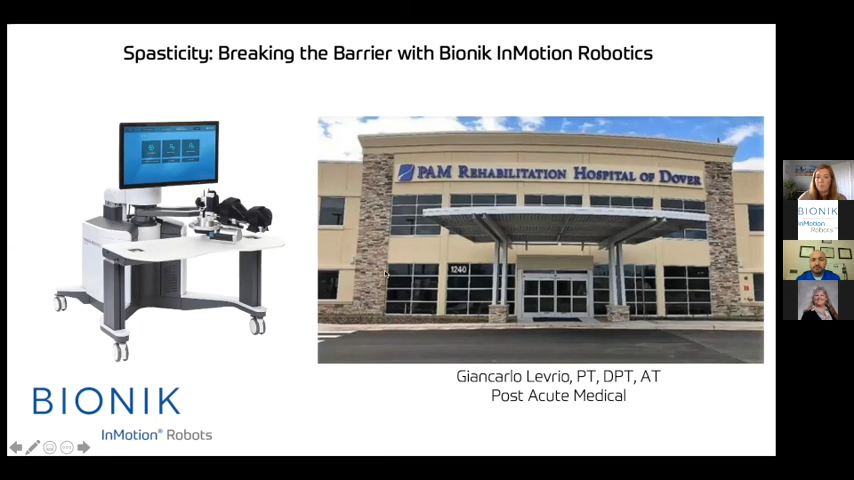 Spasticity: Breaking the Barrier with Bionik InMotion Robotics
PAM REHABILITATION HOSPITAL OF DOVER
1240
Giancarlo Levrio, PT, DPT, AT
Post Acute Medical
BIONIK
InMotion® Robots
BIONIK
InMotion
Robots